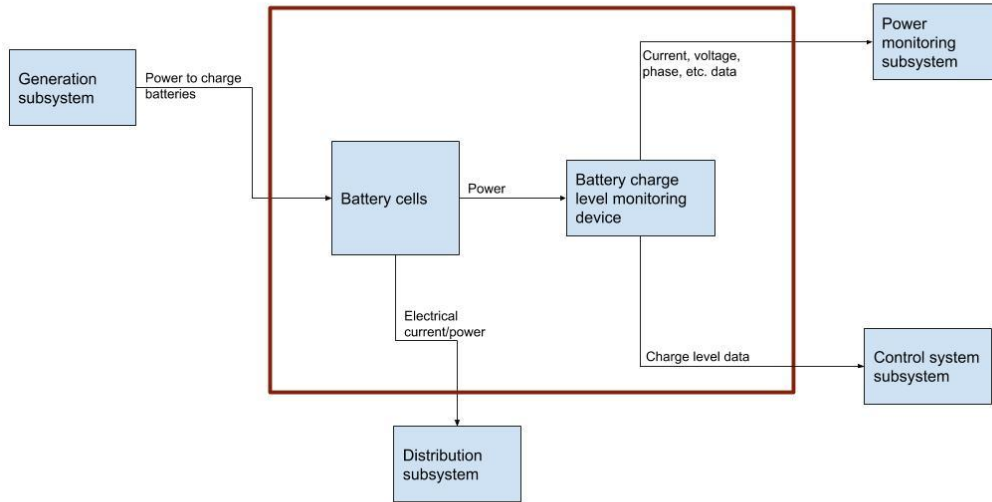 Generation
subsystem
Power to charge
batteries
Battery cells
Power
Battery charge
level monitoring
device
Current, voltage,
phase, etc. data
Power
monitoring
subsystem
Charge level data
Control system
subsystem
Electrical
current/power
Distribution
subsystem